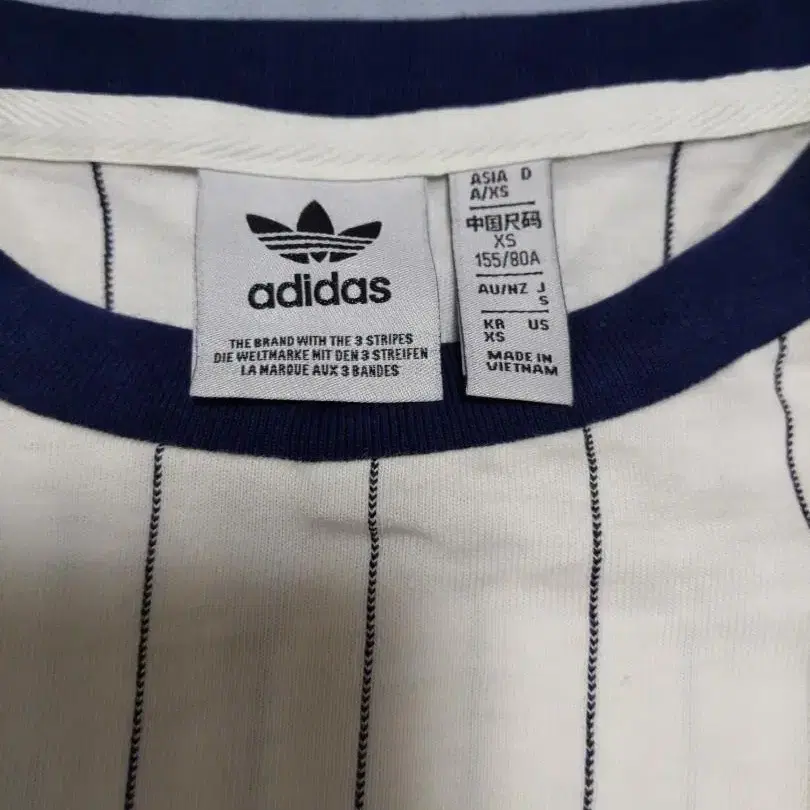 adidas
THE BRAND WITH THE 3 STRIPES
DIE WELTMARKE MIT DEN 3 STREIFEN
LA MARQUE AUX 3 BANDES
ASIA D
A/XS
中国尺码
XS
155/80A
AU/NZ J
S
KR US
XS
MADE IN
VIETNAM